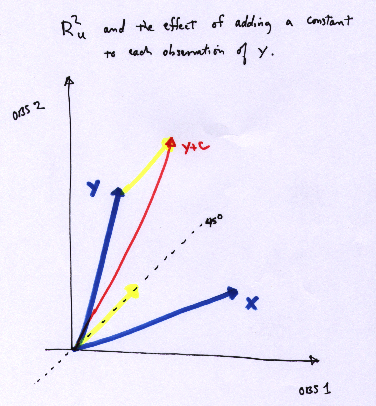 R²u and the effect of adding a constant
to each observation of Y.
OBS 2
Y
Y+C
45°
X
OBS 1